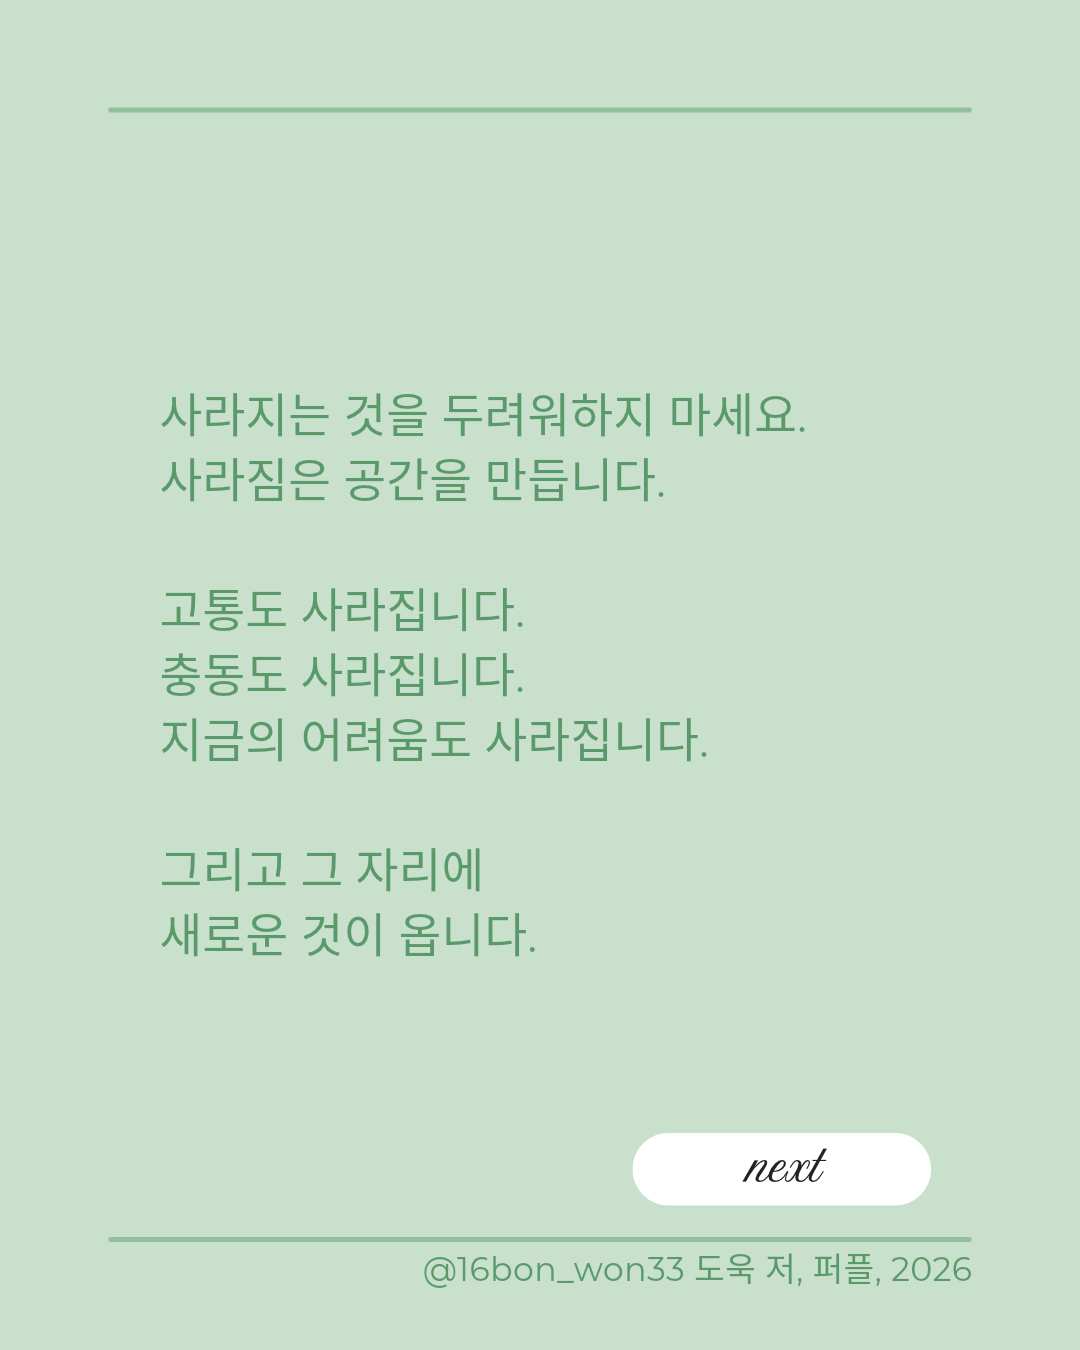 사라지는 것을 두려워하지 마세요.
사라짐은 공간을 만듭니다.
고통도 사라집니다.
충동도 사라집니다.
지금의 어려움도 사라집니다.
그리고 그 자리에
새로운 것이 옵니다.
next
@16bon_won33 도욱 저, 퍼플, 2026